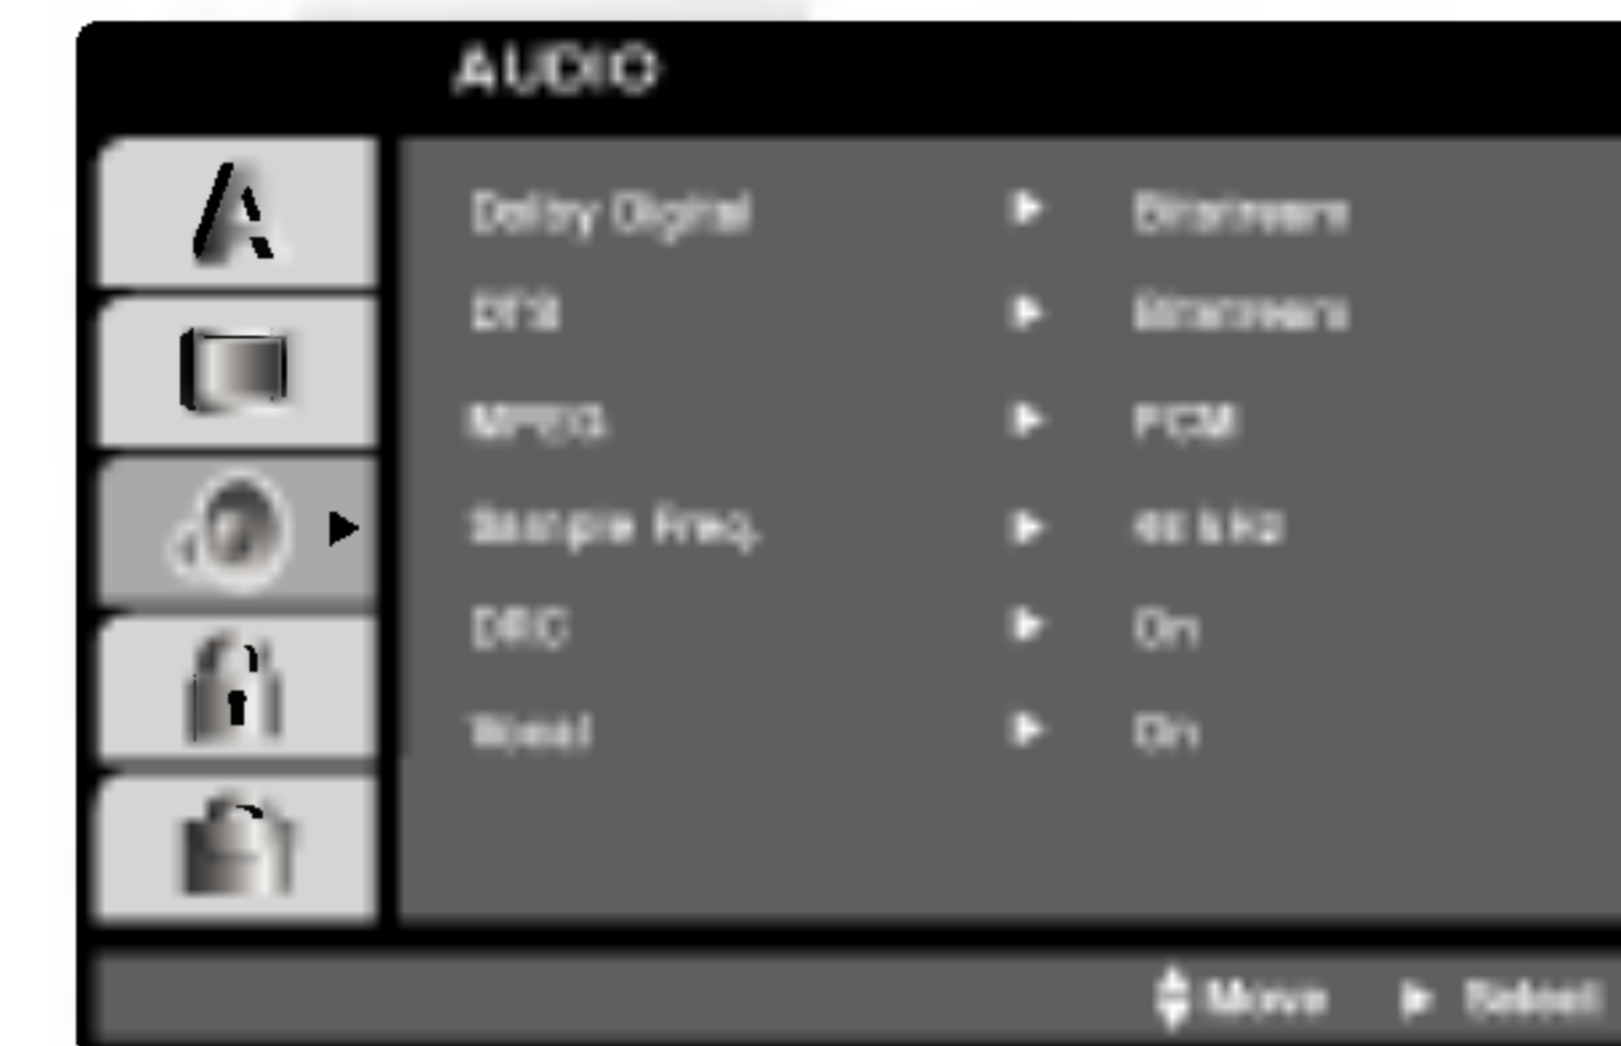 AUDIO
A
Dolby Digital Bitstream
DTS Bitstream
MPEG PCM
Sample Freq. 48 kHz
DRC On
Vocal On
Move Select